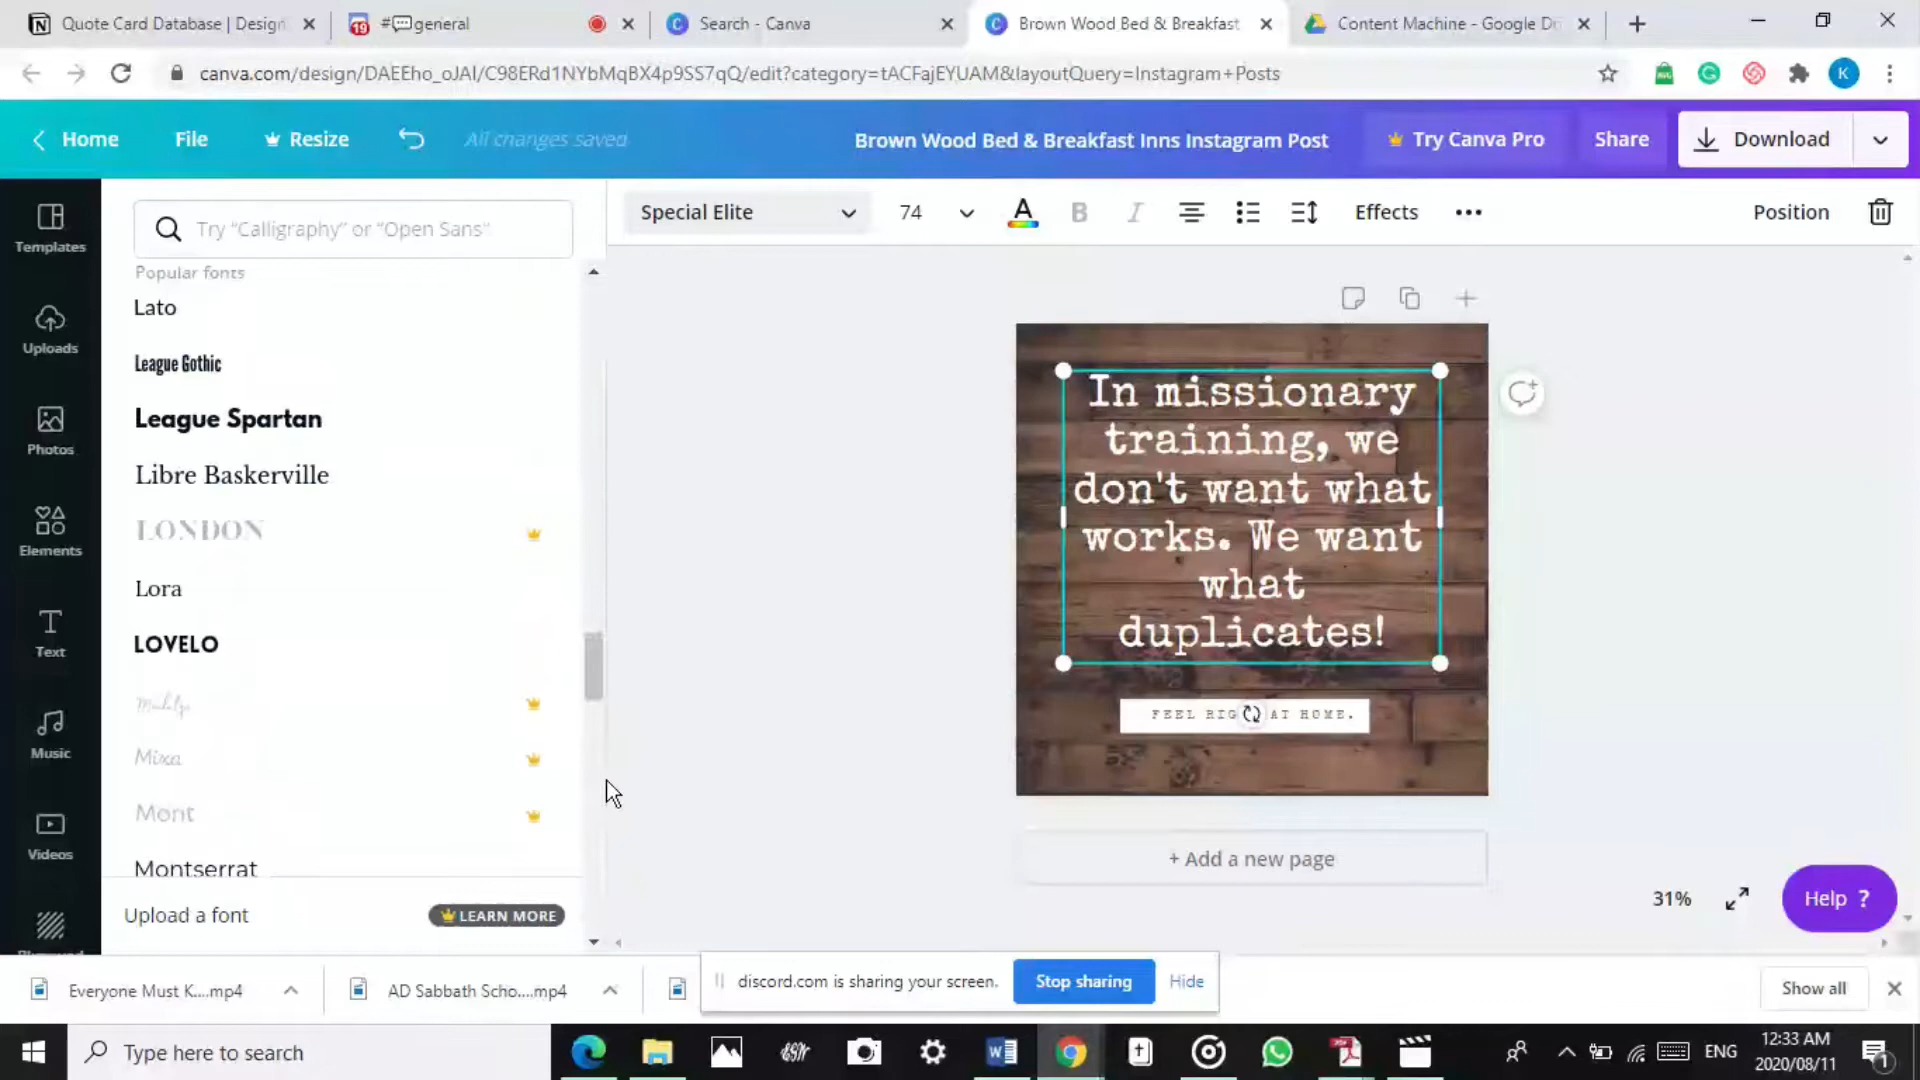 Quote Card Database | Design
19 #general
Search - Canva
Brown Wood Bed & Breakfast
Content Machine - Google Dr
canva.com/design/DAEEho_oJAI/C98ERd1NYbMqBX4p9SS7qQ/edit?category=tACFajEYUAM&layoutQuery=Instagram+Posts
K
Home
File
Resize
All changes saved
Brown Wood Bed & Breakfast Inns Instagram Post
Try Canva Pro
Share
Download
Templates
Uploads
Photos
Elements
Text
Music
Videos
Try "Calligraphy" or "Open Sans"
Popular fonts
Lato
League Gothic
League Spartan
Libre Baskerville
LONDON
Lora
LOVELO
Mixa
Mont
Montserrat
Upload a font
LEARN MORE
Special Elite
74
A
B
I
Effects
Position
In missionary
training, we
don't want what
works. We want
what
duplicates!
FEEL RIG AT HOME.
+ Add a new page
31%
Help ?
Everyone Must K....mp4
AD Sabbath Scho....mp4
discord.com is sharing your screen.
Stop sharing
Hide
Show all
Type here to search
ENG
12:33 AM
2020/08/11
1